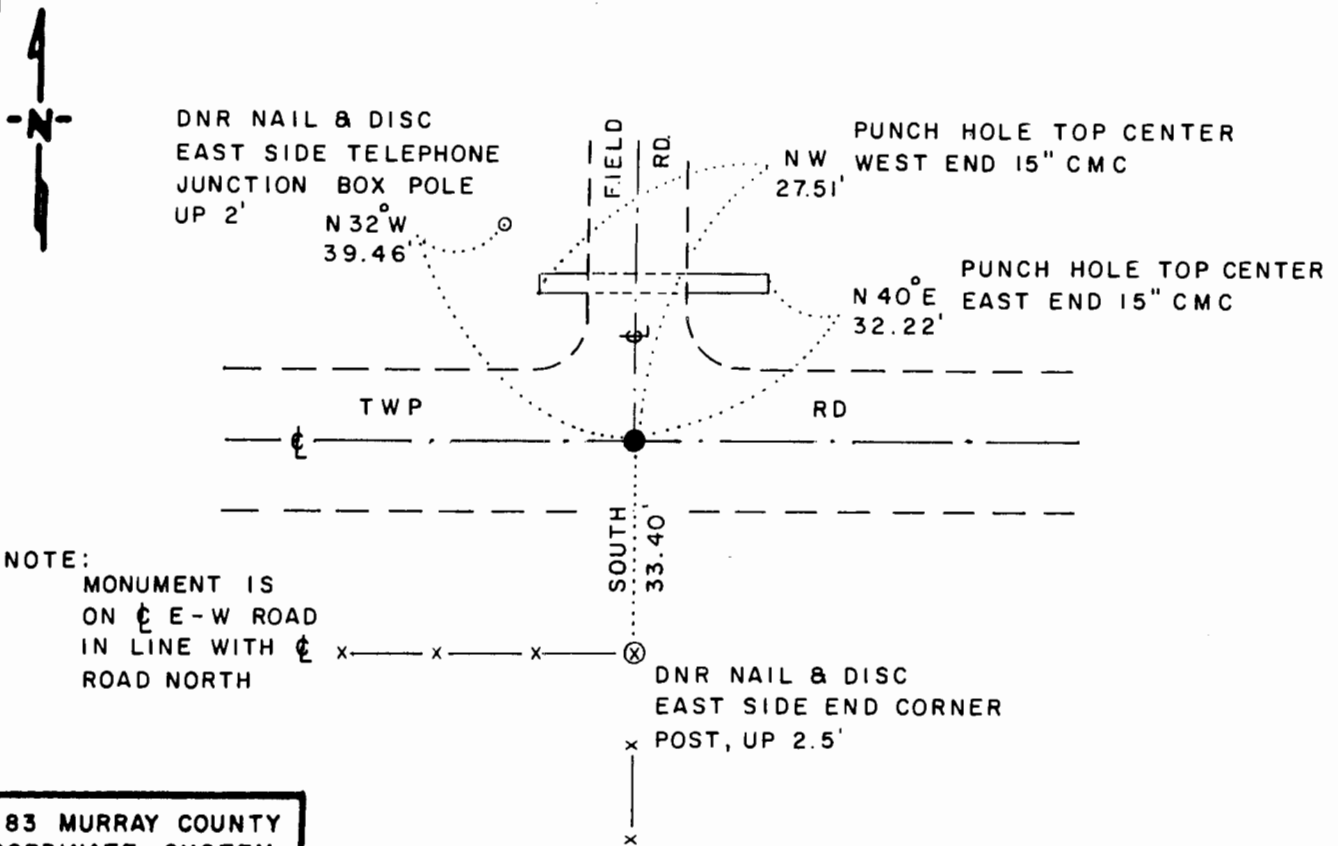 N
DNR NAIL & DISC
EAST SIDE TELEPHONE
JUNCTION BOX POLE
UP 2'
N 32° W
39.46'
FIELD
RD.
NW
27.51'
PUNCH HOLE TOP CENTER
WEST END 15" CMC
N 40° E
32.22'
PUNCH HOLE TOP CENTER
EAST END 15" CMC
℄
TWP RD
℄
SOUTH
33.40'
NOTE:
MONUMENT IS
ON ℄ E-W ROAD
IN LINE WITH ℄
ROAD NORTH
x x x x
DNR NAIL & DISC
EAST SIDE END CORNER
POST, UP 2.5'
x
x
83 MURRAY COUNTY